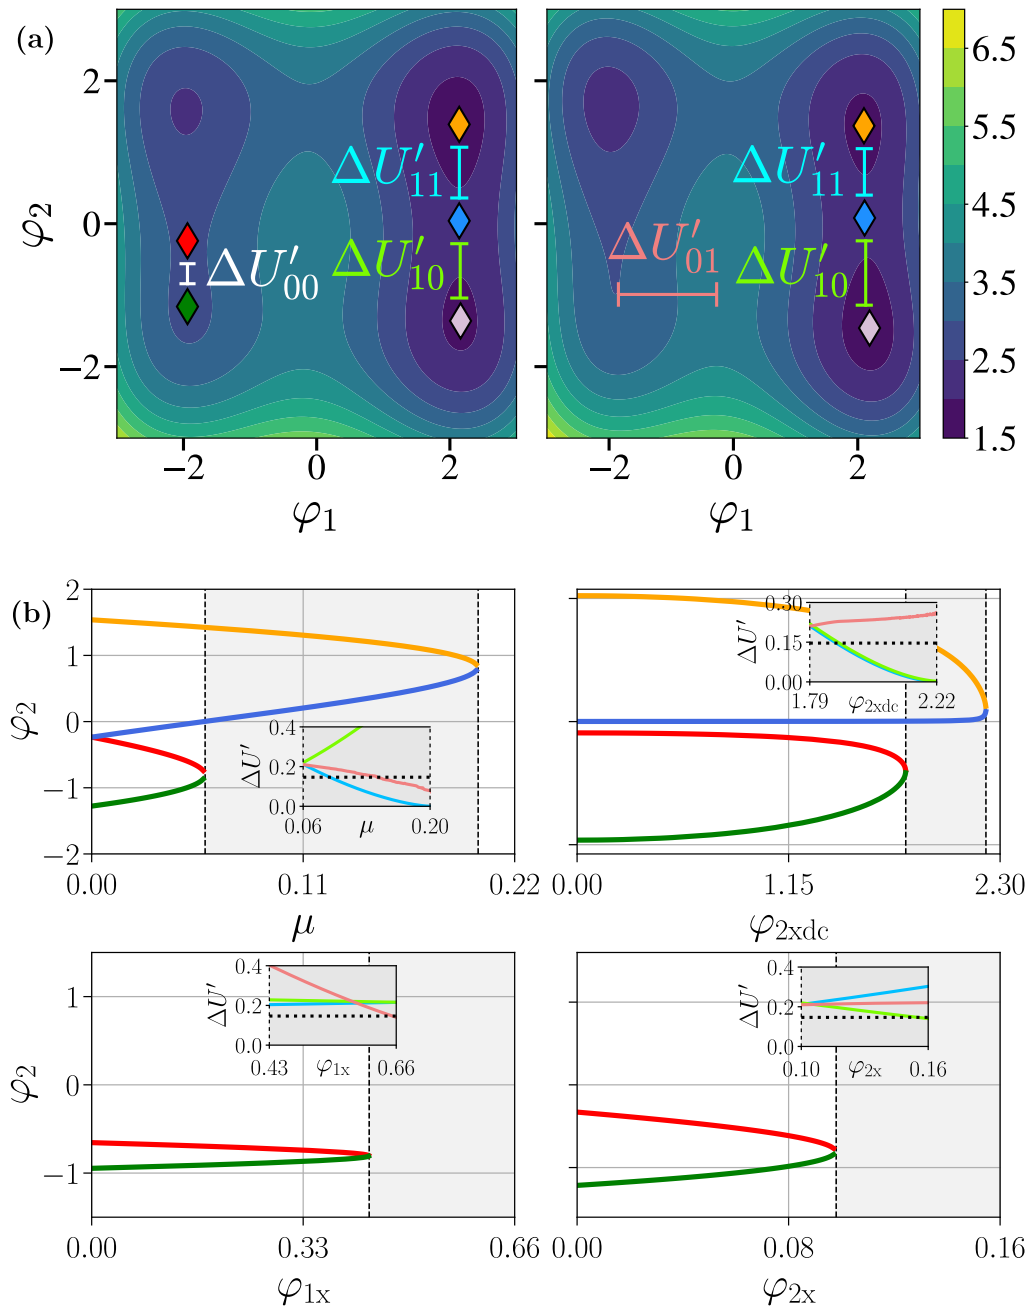 (a)
φ₂
2
0
−2
ΔU′₁₁
ΔU′₀₀
ΔU′₁₀
ΔU′₁₁
ΔU′₀₁
ΔU′₁₀
6.5
5.5
4.5
3.5
2.5
1.5
−2 0 2
−2 0 2
φ₁
φ₁
(b)
φ₂
2
1
0
−1
−2
ΔU′
0.4
0.2
0.0
0.06 μ 0.20
0.00 0.11 0.22
μ
ΔU′
0.30
0.15
0.00
1.79 φ₂xdc 2.22
0.00 1.15 2.30
φ₂xdc
φ₂
1
0
−1
ΔU′
0.4
0.2
0.0
0.43 φ₁x 0.66
0.00 0.33 0.66
φ₁x
ΔU′
0.4
0.2
0.0
0.10 φ₂x 0.16
0.00 0.08 0.16
φ₂x